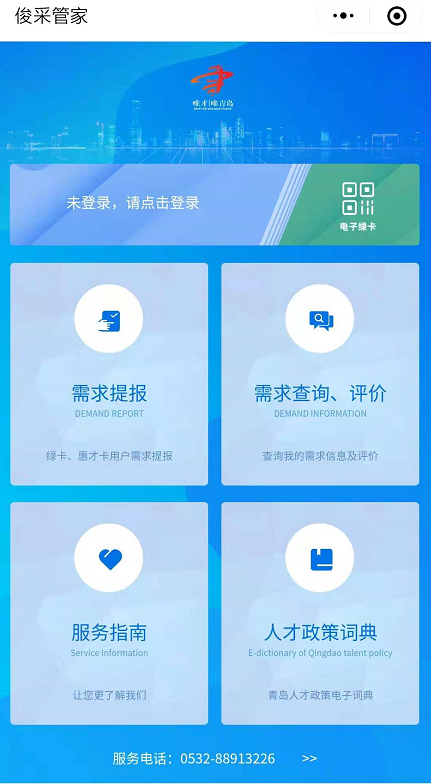 俊采管家
唯才|唯青岛
未登录，请点击登录
电子绿卡
需求提报
DEMAND REPORT
绿卡、惠才卡用户需求提报
需求查询、评价
DEMAND INFORMATION
查询我的需求信息及评价
服务指南
Service Information
让您更了解我们
人才政策词典
E-dictionary of Qingdao talent policy
青岛人才政策电子词典
服务电话：0532-88913226 >>